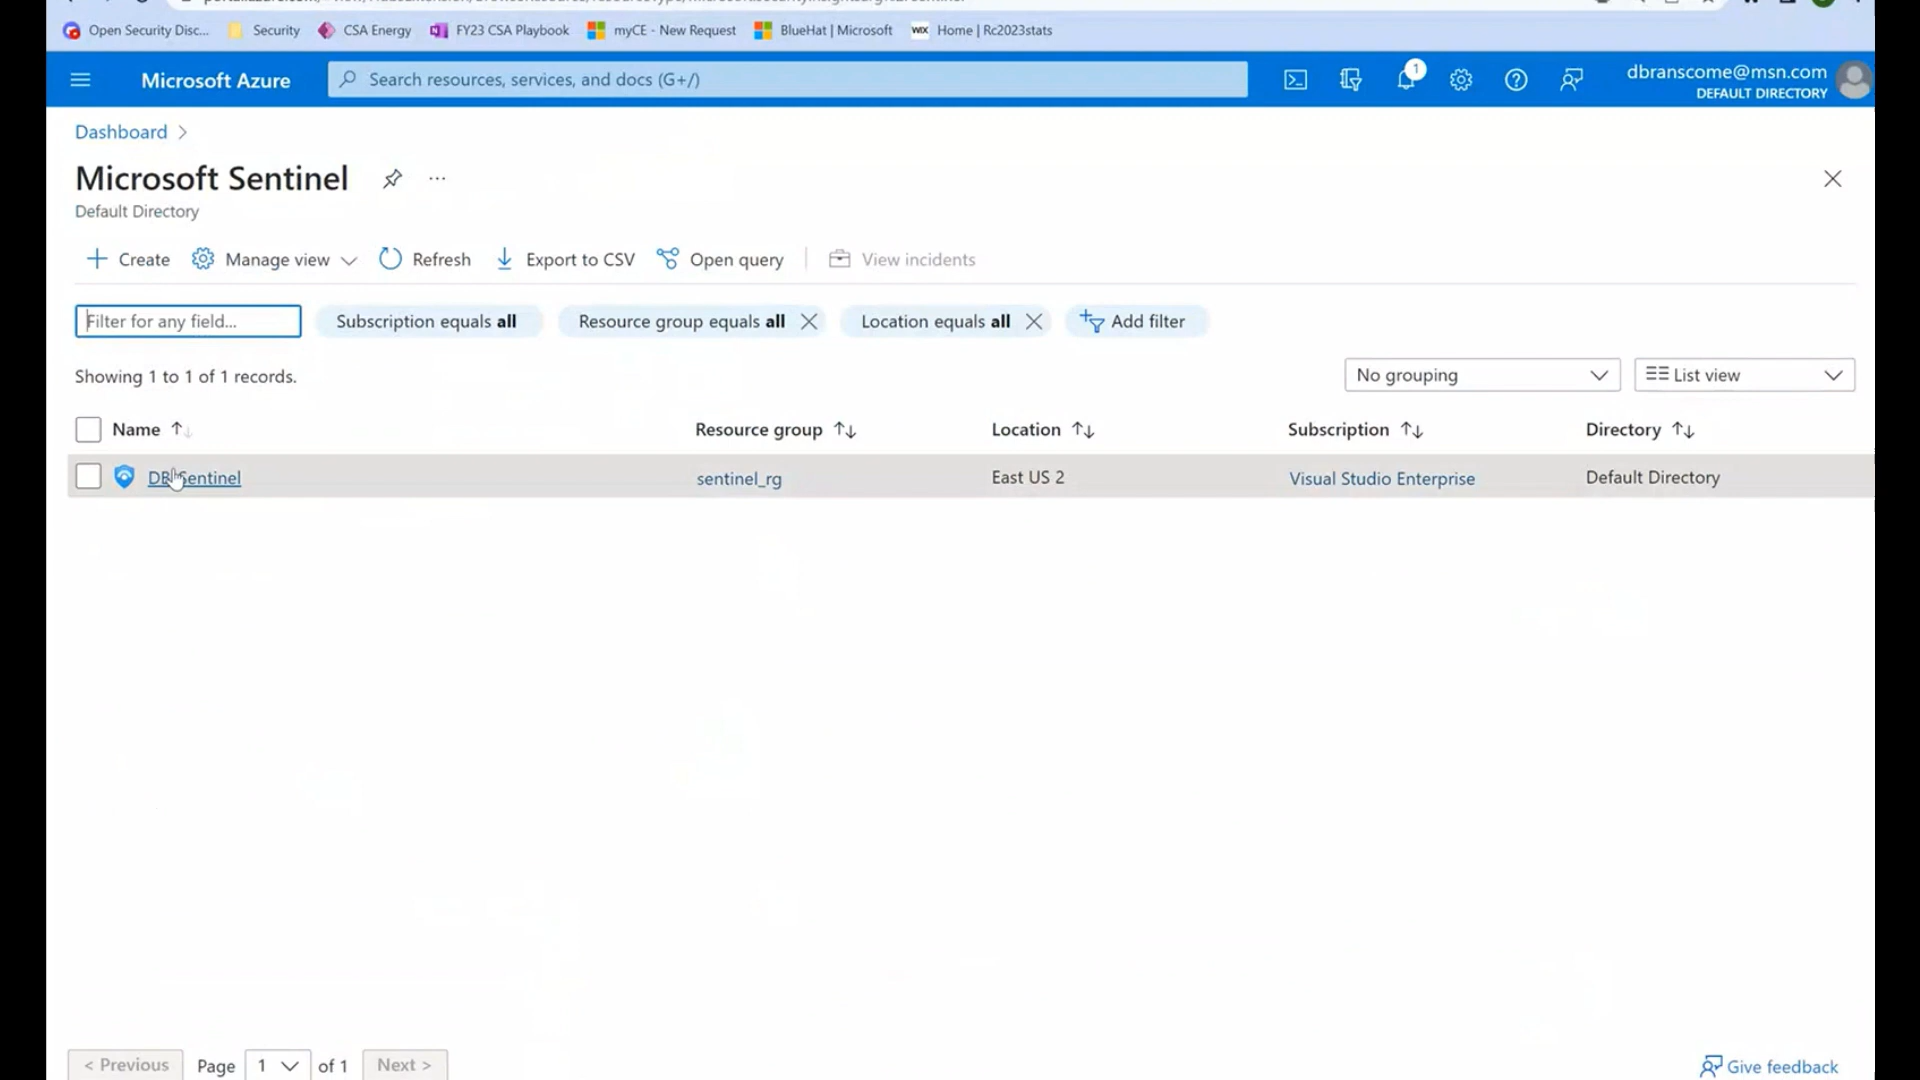 Open Security Disc...
Security
CSA Energy
FY23 CSA Playbook
myCE - New Request
BlueHat | Microsoft
WIX Home | Rc2023stats
Microsoft Azure
Search resources, services, and docs (G+/)
1
dbranscome@msn.com
DEFAULT DIRECTORY
Dashboard >
Microsoft Sentinel
...
Default Directory
Create
Manage view
Refresh
Export to CSV
Open query
View incidents
Filter for any field...
Subscription equals all
Resource group equals all
Location equals all
Add filter
Showing 1 to 1 of 1 records.
No grouping
List view
Name
Resource group
Location
Subscription
Directory
Sentinel
sentinel_rg
East US 2
Visual Studio Enterprise
Default Directory
< Previous
Page 1 of 1
Next >
Give feedback